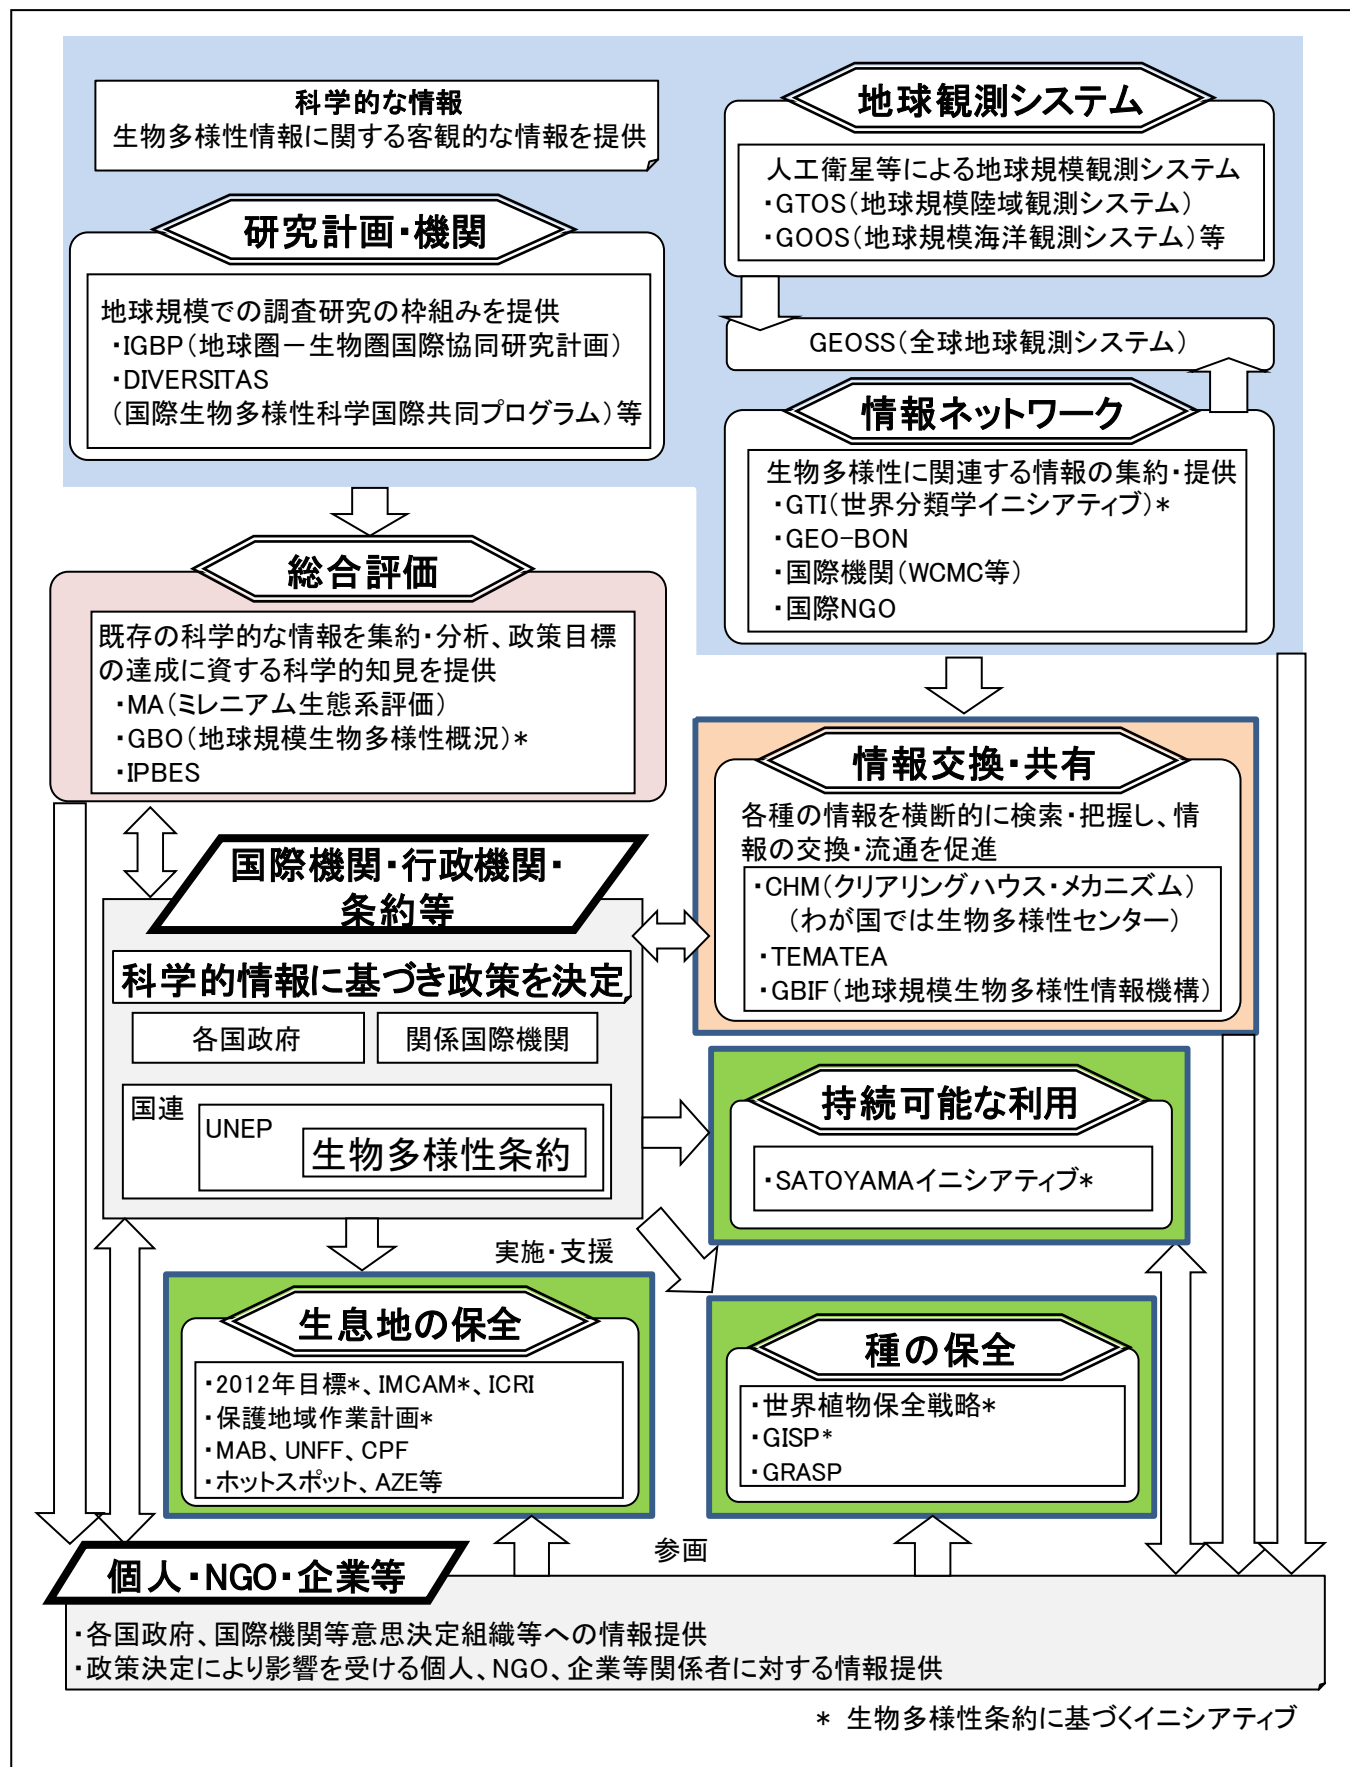 科学的な情報
生物多様性情報に関する客観的な情報を提供
地球観測システム
人工衛星等による地球規模観測システム
・GTOS（地球規模陸域観測システム）
・GOOS（地球規模海洋観測システム）等
研究計画・機関
地球規模での調査研究の枠組みを提供
・IGBP（地球圏－生物圏国際協同研究計画）
・DIVERSITAS
（国際生物多様性科学国際共同プログラム）等
GEOSS（全球地球観測システム）
情報ネットワーク
生物多様性に関連する情報の集約・提供
・GTI（世界分類学イニシアティブ）*
・GEO-BON
・国際機関（WCMC等）
・国際NGO
総合評価
既存の科学的な情報を集約・分析、政策目標
の達成に資する科学的知見を提供
・MA（ミレニアム生態系評価）
・GBO（地球規模生物多様性概況）*
・IPBES
情報交換・共有
各種の情報を横断的に検索・把握し、情
報の交換・流通を促進
・CHM（クリアリングハウス・メカニズム）
（わが国では生物多様性センター）
・TEMATEA
・GBIF（地球規模生物多様性情報機構）
国際機関・行政機関・
条約等
科学的情報に基づき政策を決定
各国政府
関係国際機関
国連
UNEP
生物多様性条約
持続可能な利用
・SATOYAMAイニシアティブ*
実施・支援
生息地の保全
・2012年目標*、IMCAM*、ICRI
・保護地域作業計画*
・MAB、UNFF、CPF
・ホットスポット、AZE等
種の保全
・世界植物保全戦略*
・GISP*
・GRASP
参画
個人・NGO・企業等
・各国政府、国際機関等意思決定組織等への情報提供
・政策決定により影響を受ける個人、NGO、企業等関係者に対する情報提供
* 生物多様性条約に基づくイニシアティブ